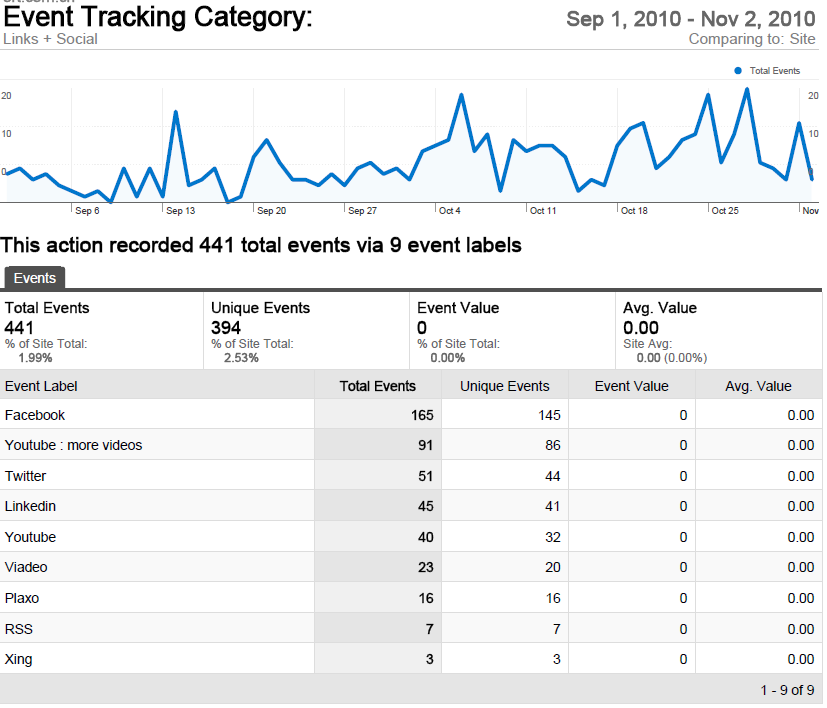 Event Tracking Category:
Sep 1, 2010 - Nov 2, 2010
Links + Social
Comparing to: Site
Total Events
20
20
10
10
0
0
Sep 6
Sep 13
Sep 20
Sep 27
Oct 4
Oct 11
Oct 18
Oct 25
Nov
This action recorded 441 total events via 9 event labels
Events
Total Events
441
% of Site Total:
1.99%
Unique Events
394
% of Site Total:
2.53%
Event Value
0
% of Site Total:
0.00%
Avg. Value
0.00
Site Avg:
0.00 (0.00%)
Event Label Total Events Unique Events Event Value Avg. Value
Facebook 165 145 0 0.00
Youtube : more videos 91 86 0 0.00
Twitter 51 44 0 0.00
Linkedin 45 41 0 0.00
Youtube 40 32 0 0.00
Viadeo 23 20 0 0.00
Plaxo 16 16 0 0.00
RSS 7 7 0 0.00
Xing 3 3 0 0.00
1 - 9 of 9